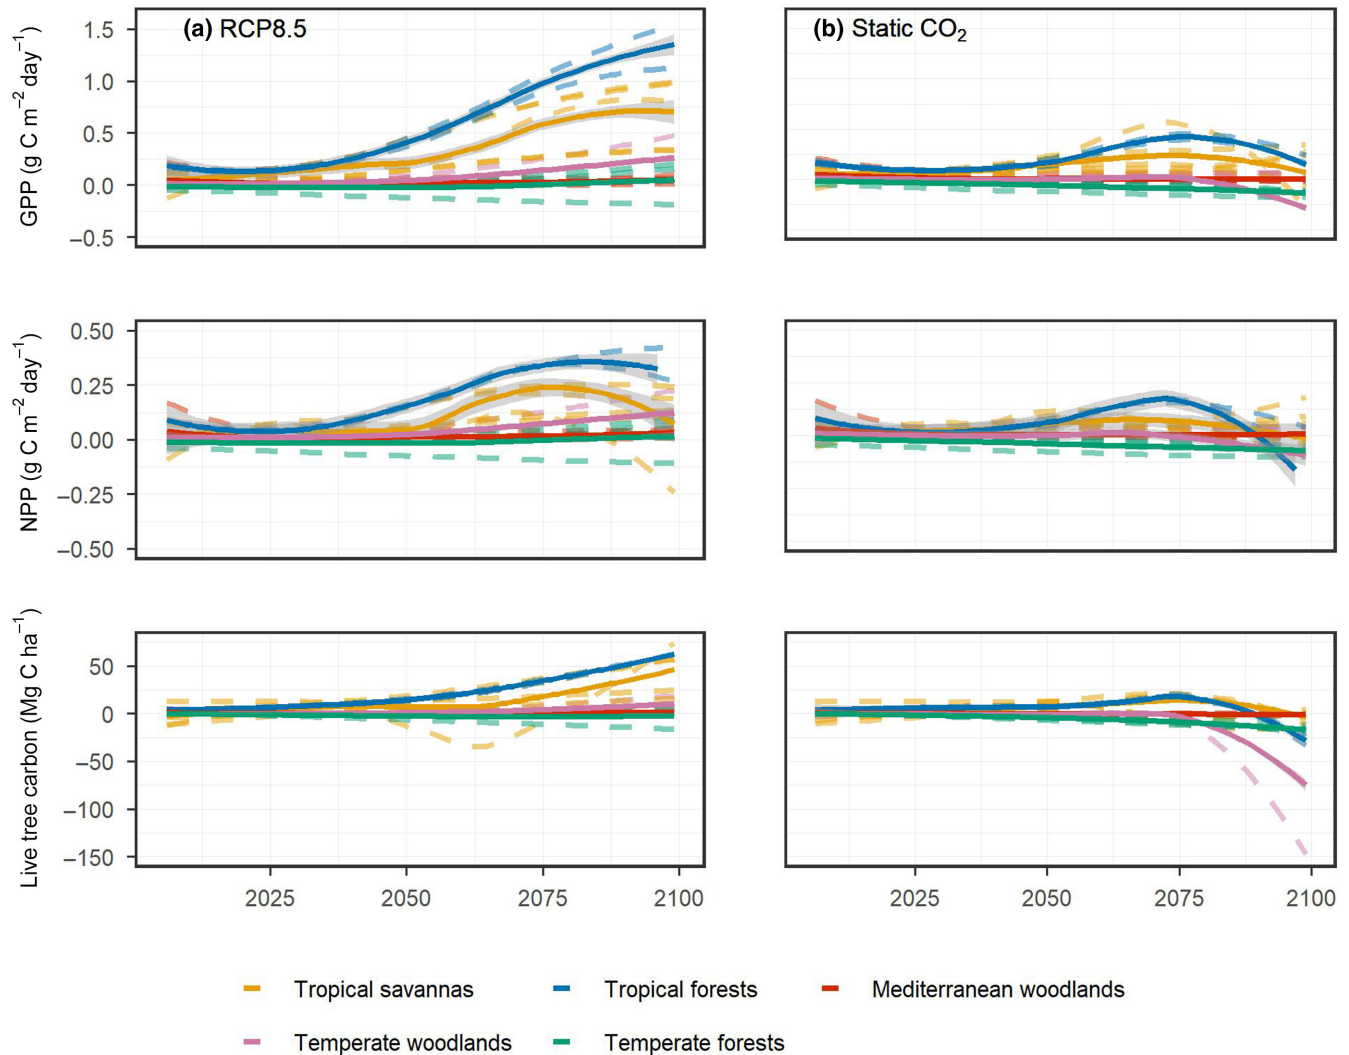 (a) RCP8.5
(b) Static CO₂
GPP (g C m⁻² day⁻¹)
1.5
1.0
0.5
0.0
−0.5
NPP (g C m⁻² day⁻¹)
0.50
0.25
0.00
−0.25
−0.50
Live tree carbon (Mg C ha⁻¹)
50
0
−50
−100
−150
2025 2050 2075 2100
2025 2050 2075 2100
Tropical savannas
Tropical forests
Mediterranean woodlands
Temperate woodlands
Temperate forests